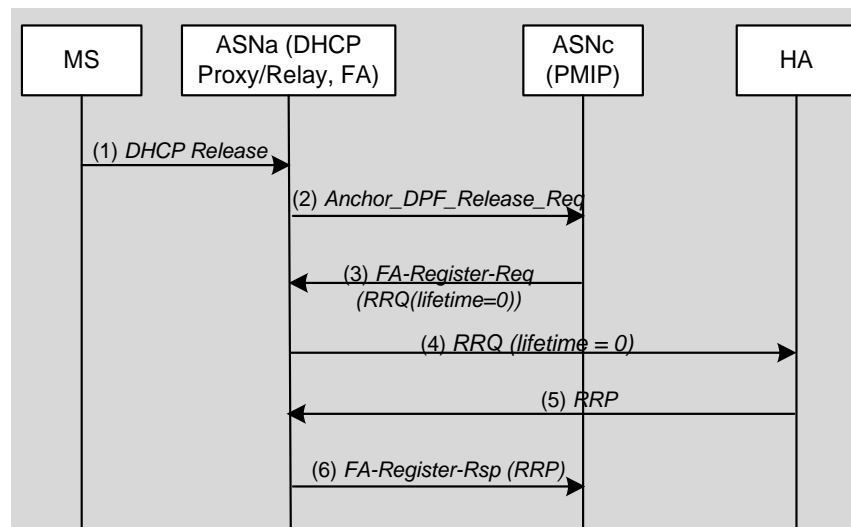 MS
ASNa (DHCP
Proxy/Relay, FA)
ASNc
(PMIP)
HA
(1) DHCP Release
(2) Anchor_DPF_Release_Req
(3) FA-Register-Req
(RRQ(lifetime=0))
(4) RRQ (lifetime = 0)
(5) RRP
(6) FA-Register-Rsp (RRP)